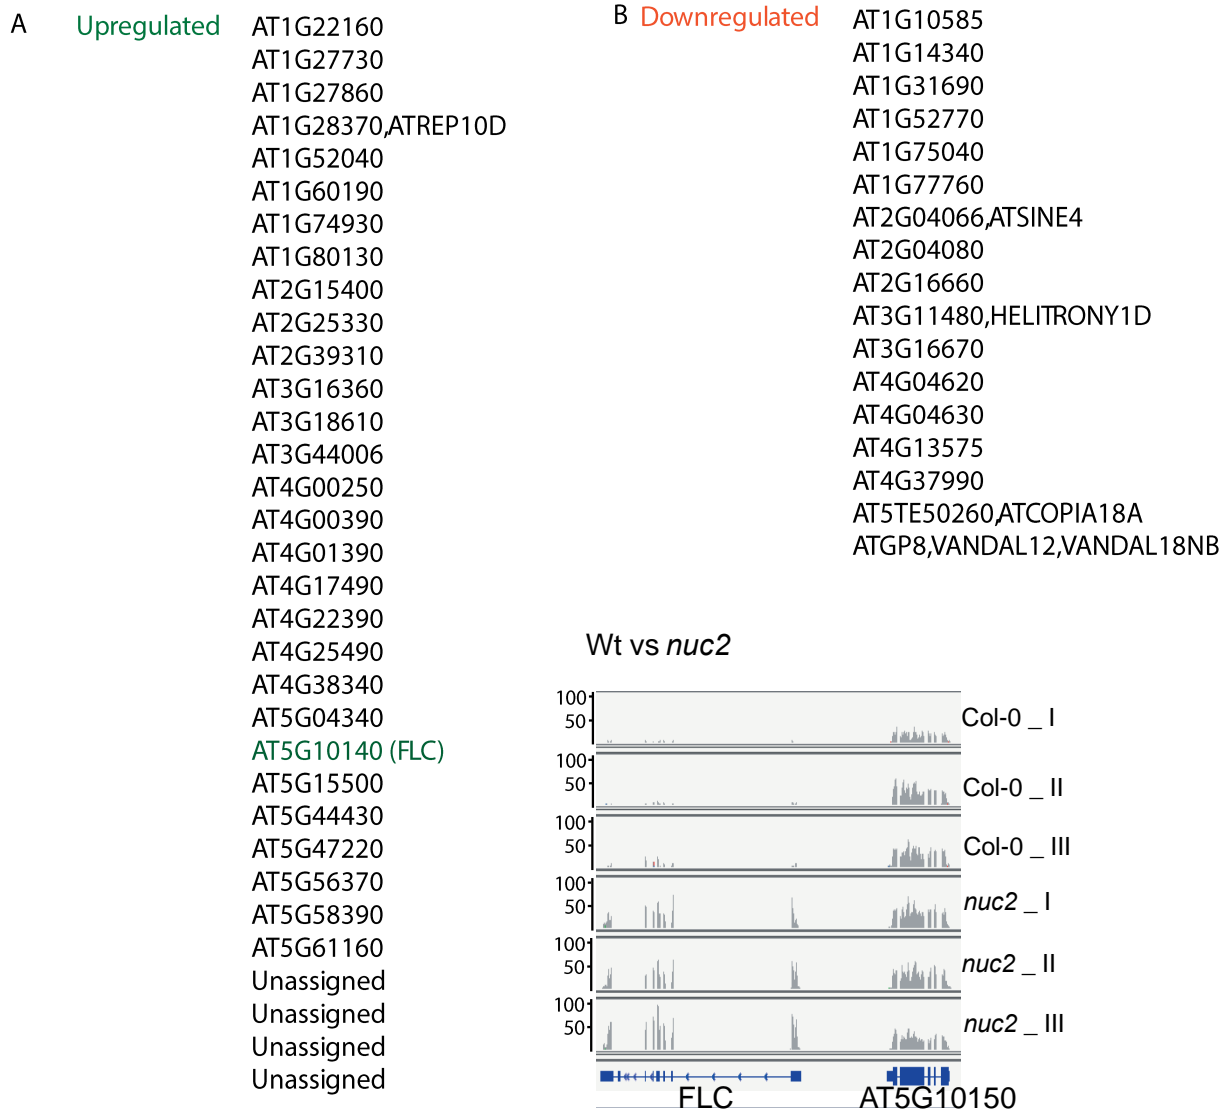 A Upregulated
AT1G22160
AT1G27730
AT1G27860
AT1G28370,ATREP10D
AT1G52040
AT1G60190
AT1G74930
AT1G80130
AT2G15400
AT2G25330
AT2G39310
AT3G16360
AT3G18610
AT3G44006
AT4G00250
AT4G00390
AT4G01390
AT4G17490
AT4G22390
AT4G25490
AT4G38340
AT5G04340
AT5G10140 (FLC)
AT5G15500
AT5G44430
AT5G47220
AT5G56370
AT5G58390
AT5G61160
Unassigned
Unassigned
Unassigned
Unassigned
B Downregulated
AT1G10585
AT1G14340
AT1G31690
AT1G52770
AT1G75040
AT1G77760
AT2G04066,ATSINE4
AT2G04080
AT2G16660
AT3G11480,HELITRONY1D
AT3G16670
AT4G04620
AT4G04630
AT4G13575
AT4G37990
AT5TE50260,ATCOPIA18A
ATGP8,VANDAL12,VANDAL18NB
Wt vs nuc2
100
50
Col-0 _ I
100
50
Col-0 _ II
100
50
Col-0 _ III
100
50
nuc2 _ I
100
50
nuc2 _ II
100
50
nuc2 _ III
FLC AT5G10150